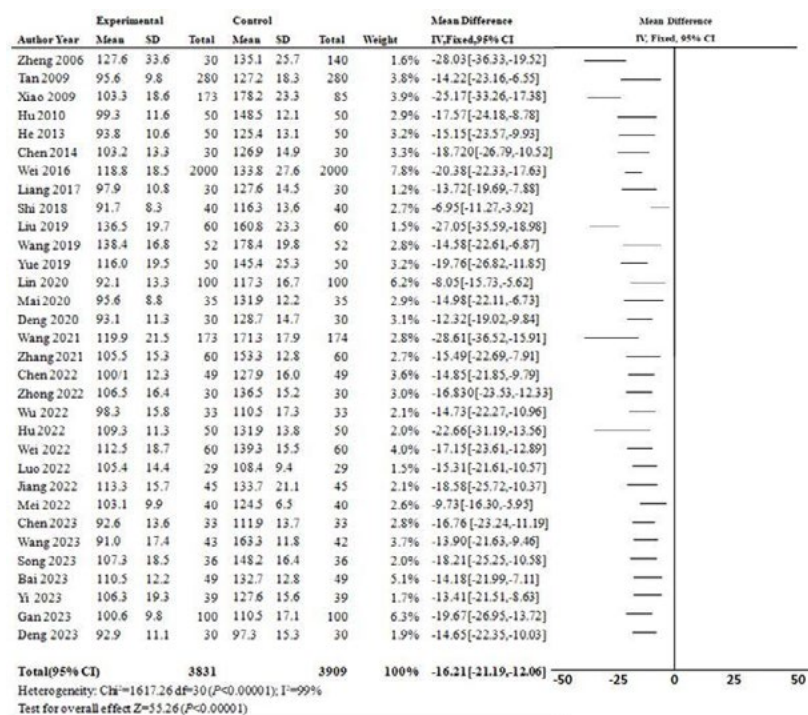 Experimental Control Mean Difference Mean Difference
Author Year Mean SD Total Mean SD Total Weight IV,Fixed,95% CI IV, Fixed, 95% CI
Zheng 2006 127.6 33.6 30 135.1 25.7 140 1.6% -28.03[-36.33,-19.52]
Tan 2009 95.6 9.8 280 127.2 18.3 280 3.8% -14.22[-23.16,-6.55]
Xiao 2009 103.3 18.6 173 178.2 23.3 85 3.9% -25.17[-33.26,-17.38]
Hu 2010 99.3 11.6 50 148.5 12.1 50 3.1% -17.57[-24.18,-8.78]
He 2013 93.8 10.6 50 125.4 13.1 50 3.1% -15.15[-23.57,-9.93]
Chen 2014 103.2 13.3 30 126.9 14.9 30 3.3% -18.720[-26.79,-10.52]
Wei 2016 118.8 18.5 2000 133.8 27.6 2000 7.8% -20.38[-22.33,-17.63]
Liang 2017 97.9 10.8 30 127.6 14.5 30 1.2% -13.72[-19.69,-7.88]
Shi 2018 91.7 8.3 40 116.3 13.6 40 2.7% -6.95[-11.27,-3.92]
Liu 2019 136.5 19.7 60 160.8 23.3 60 1.5% -27.05[-35.59,-18.98]
Wang 2019 138.4 16.8 52 178.4 19.8 52 2.8% -14.58[-22.61,-6.87]
Yue 2019 116.0 19.5 50 145.4 25.3 50 3.2% -19.76[-26.82,-11.85]
Lin 2020 92.1 13.3 100 117.3 16.7 100 6.2% -8.05[-15.73,-5.62]
Mai 2020 95.6 8.8 35 131.9 12.2 35 2.9% -14.98[-22.11,-6.73]
Deng 2020 93.1 11.3 30 128.7 14.7 30 3.1% -12.32[-19.02,-9.84]
Wang 2021 119.9 21.5 173 171.3 17.9 174 2.8% -28.61[-36.52,-15.91]
Zhang 2021 105.5 15.3 60 153.3 12.8 60 2.7% -15.49[-22.69,-7.91]
Chen 2022 100/1 12.3 49 127.9 16.0 49 3.6% -14.85[-21.85,-9.79]
Zhong 2022 106.5 16.4 30 136.5 15.2 30 3.0% -16.830[-23.53,-12.33]
Wu 2022 98.3 15.8 33 110.5 17.3 33 2.1% -14.73[-22.27,-10.96]
Hu 2022 109.3 11.3 50 131.9 13.8 50 2.0% -22.66[-31.19,-13.56]
Wei 2022 112.5 18.7 60 139.3 15.5 60 4.0% -17.15[-23.61,-12.89]
Luo 2022 105.4 14.4 29 108.4 9.4 29 1.5% -15.31[-21.61,-10.57]
Jiang 2022 113.3 15.7 45 133.7 21.1 45 2.1% -18.58[-25.72,-10.37]
Mei 2022 103.1 9.9 40 124.5 6.5 40 2.6% -9.73[-16.30,-5.95]
Chen 2023 92.6 13.6 33 111.9 13.7 33 2.8% -16.76 [-23.24,-11.19]
Wang 2023 91.0 17.4 43 163.3 11.8 42 3.7% -13.90[-21.63,-9.46]
Song 2023 107.3 18.5 36 148.2 16.4 36 2.0% -18.21[-25.25,-10.58]
Bai 2023 110.5 12.2 49 132.7 12.8 49 5.1% -14.18[-21.99,-7.11]
Yi 2023 106.3 19.3 39 127.6 15.6 39 1.7% -13.41[-21.51,-8.63]
Gan 2023 100.6 9.8 100 110.5 17.1 100 6.3% -19.67[-26.95,-13.72]
Deng 2023 92.9 11.1 30 97.3 15.3 30 1.9% -14.65[-22.35,-10.03]
Total(95% CI) 3831 3909 100% -16.21[-21.19,-12.06] -50 -25 0 25 50
Heterogeneity: Chi²=1617.26 df=30 (P<0.00001); I²=99%
Test for overall effect Z=55.26 (P<0.00001)